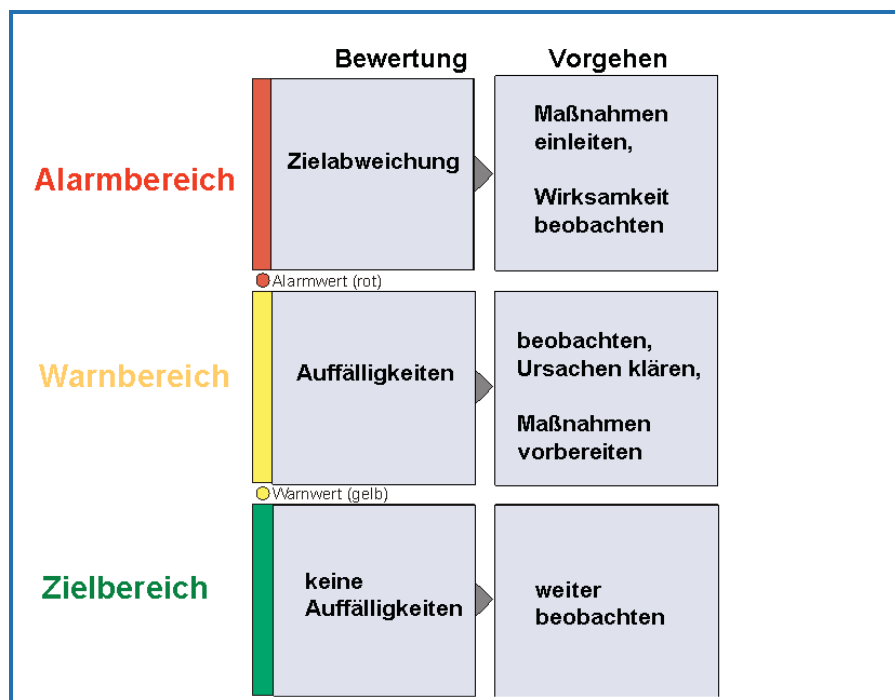 Bewertung
Vorgehen
Alarmbereich
Zielabweichung
Maßnahmen
einleiten,
Wirksamkeit
beobachten
Alarmwert (rot)
Warnbereich
Auffälligkeiten
beobachten,
Ursachen klären,
Maßnahmen
vorbereiten
Warnwert (gelb)
Zielbereich
keine
Auffälligkeiten
weiter
beobachten